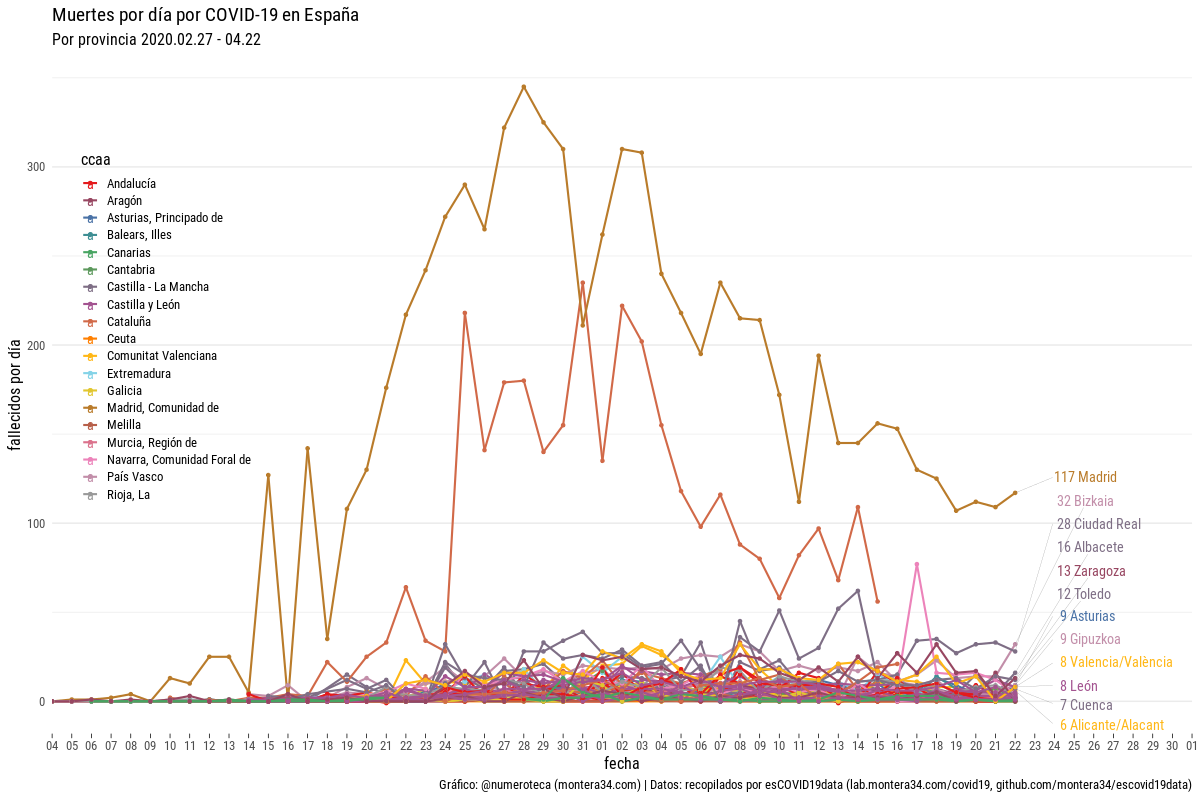 Muertes por día por COVID-19 en España
Por provincia 2020.02.27 - 04.22
fallecidos por día
300
200
100
0
ccaa
Andalucía
Aragón
Asturias, Principado de
Balears, Illes
Canarias
Cantabria
Castilla - La Mancha
Castilla y León
Cataluña
Ceuta
Comunitat Valenciana
Extremadura
Galicia
Madrid, Comunidad de
Melilla
Murcia, Región de
Navarra, Comunidad Foral de
País Vasco
Rioja, La
117 Madrid
32 Bizkaia
28 Ciudad Real
16 Albacete
13 Zaragoza
12 Toledo
9 Asturias
9 Gipuzkoa
8 Valencia/València
8 León
7 Cuenca
6 Alicante/Alacant
04 05 06 07 08 09 10 11 12 13 14 15 16 17 18 19 20 21 22 23 24 25 26 27 28 29 30 31 01 02 03 04 05 06 07 08 09 10 11 12 13 14 15 16 17 18 19 20 21 22 23 24 25 26 27 28 29 30 01
fecha
Gráfico: @numeroteca (montera34.com) | Datos: recopilados por esCOVID19data (lab.montera34.com/covid19, github.com/montera34/escovid19data)